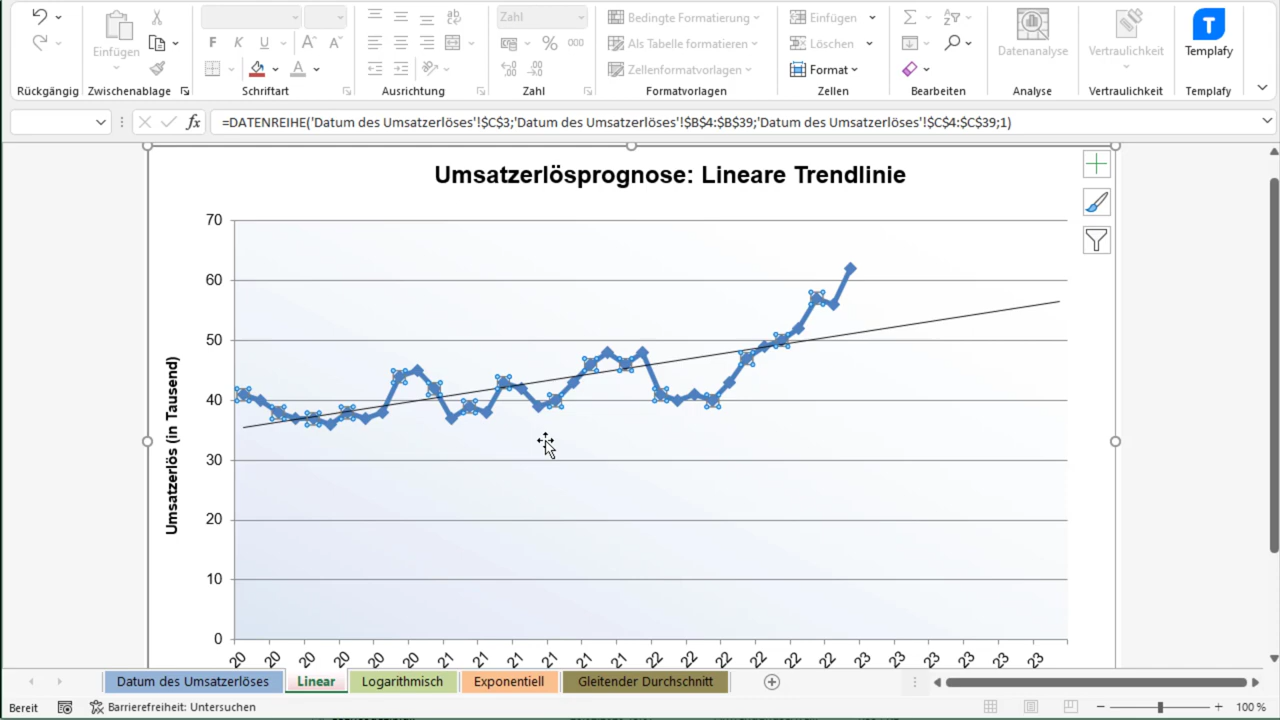 Zahl
Bedingte Formatierung
Einfügen
Σ
Einfügen
F K U A A
% 000
Als Tabelle formatieren
Löschen
Datenanalyse
Vertraulichkeit
Templafy
A
Zellenformatvorlagen
Format
Rückgängig
Zwischenablage
Schriftart
Ausrichtung
Zahl
Formatvorlagen
Zellen
Bearbeiten
Analyse
Vertraulichkeit
Templafy
fx =DATENREIHE('Datum des Umsatzerlöses'!$C$3;'Datum des Umsatzerlöses'!$B$4:$B$39;'Datum des Umsatzerlöses'!$C$4:$C$39;1)
Umsatzerlösprognose: Lineare Trendlinie
Umsatzerlös (in Tausend)
70
60
50
40
30
20
10
0
20 20 20 20 20 20 21 21 21 21 21 21 22 22 22 22 22 22 23 23 23 23 23 23
Datum des Umsatzerlöses
Linear
Logarithmisch
Exponentiell
Gleitender Durchschnitt
Bereit
Barrierefreiheit: Untersuchen
100 %